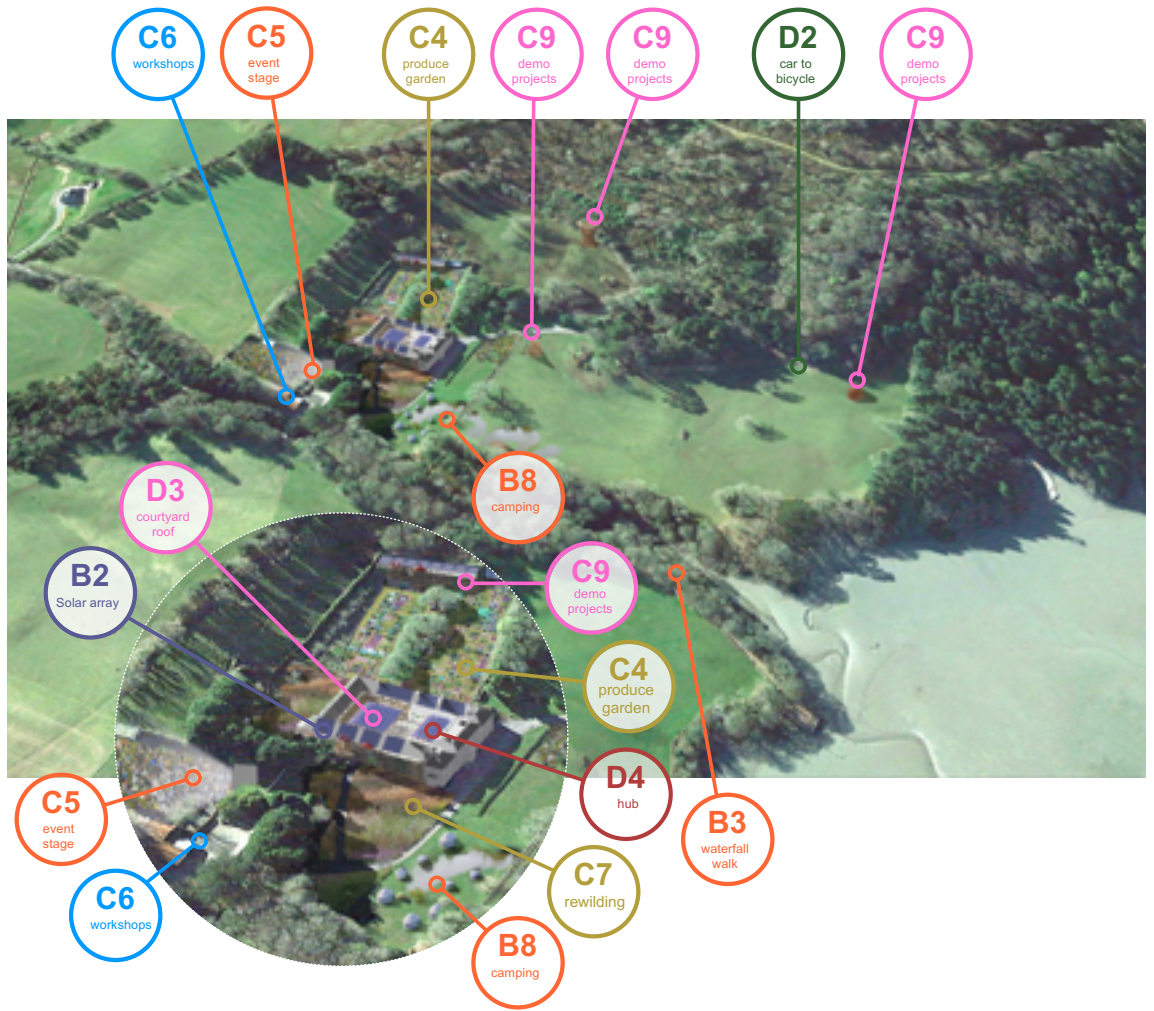 C6
workshops
C5
event
stage
C4
produce
garden
C9
demo
projects
C9
demo
projects
D2
car to
bicycle
C9
demo
projects
B8
camping
D3
courtyard
roof
B2
Solar array
C9
demo
projects
C4
produce
garden
D4
hub
C5
event
stage
B3
waterfall
walk
C7
rewilding
C6
workshops
B8
camping